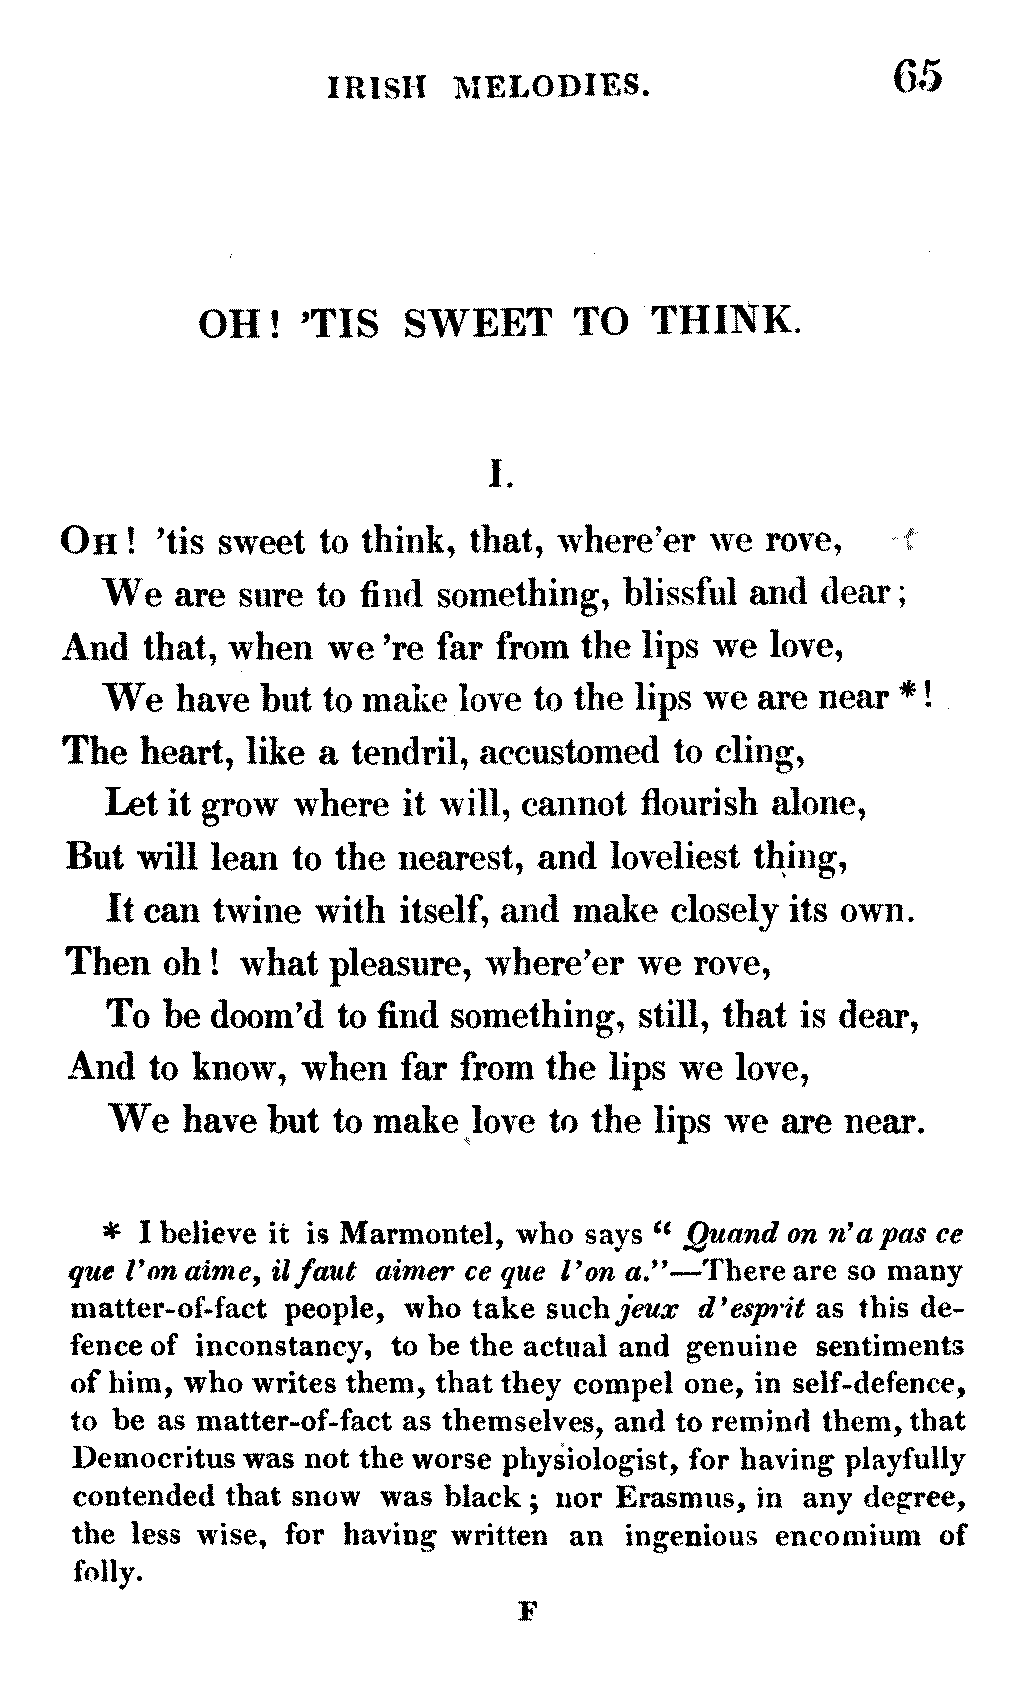 IRISH MELODIES. 65
OH! 'TIS SWEET TO THINK.
I.
OH! 'tis sweet to think, that, where'er we rove,
We are sure to find something, blissful and dear;
And that, when we 're far from the lips we love,
We have but to make love to the lips we are near *!
The heart, like a tendril, accustomed to cling,
Let it grow where it will, cannot flourish alone,
But will lean to the nearest, and loveliest thing,
It can twine with itself, and make closely its own.
Then oh! what pleasure, where'er we rove,
To be doom'd to find something, still, that is dear,
And to know, when far from the lips we love,
We have but to make love to the lips we are near.
* I believe it is Marmontel, who says " Quand on n'a pas ce
que l'on aime, il faut aimer ce que l'on a."—There are so many
matter-of-fact people, who take such jeux d'esprit as this de-
fence of inconstancy, to be the actual and genuine sentiments
of him, who writes them, that they compel one, in self-defence,
to be as matter-of-fact as themselves, and to remind them, that
Democritus was not the worse physiologist, for having playfully
contended that snow was black; nor Erasmus, in any degree,
the less wise, for having written an ingenious encomium of
folly.
F